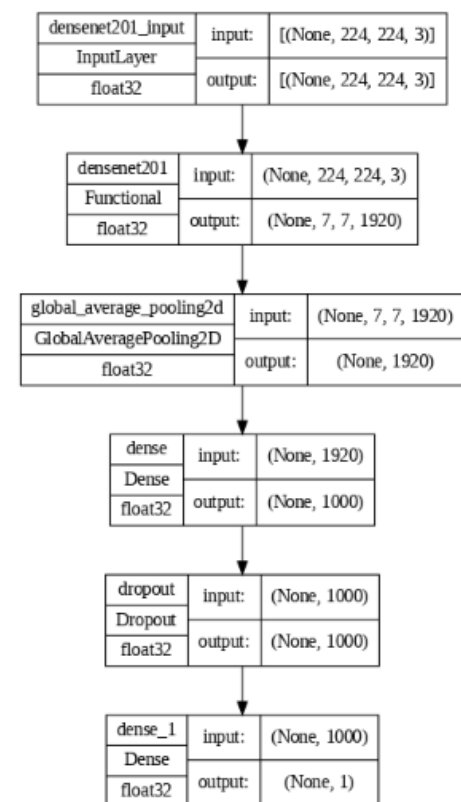 densenet201_input
InputLayer
float32
input:
[(None, 224, 224, 3)]
output:
[(None, 224, 224, 3)]
densenet201
Functional
float32
input:
(None, 224, 224, 3)
output:
(None, 7, 7, 1920)
global_average_pooling2d
GlobalAveragePooling2D
float32
input:
(None, 7, 7, 1920)
output:
(None, 1920)
dense
Dense
float32
input:
(None, 1920)
output:
(None, 1000)
dropout
Dropout
float32
input:
(None, 1000)
output:
(None, 1000)
dense_1
Dense
float32
input:
(None, 1000)
output:
(None, 1)